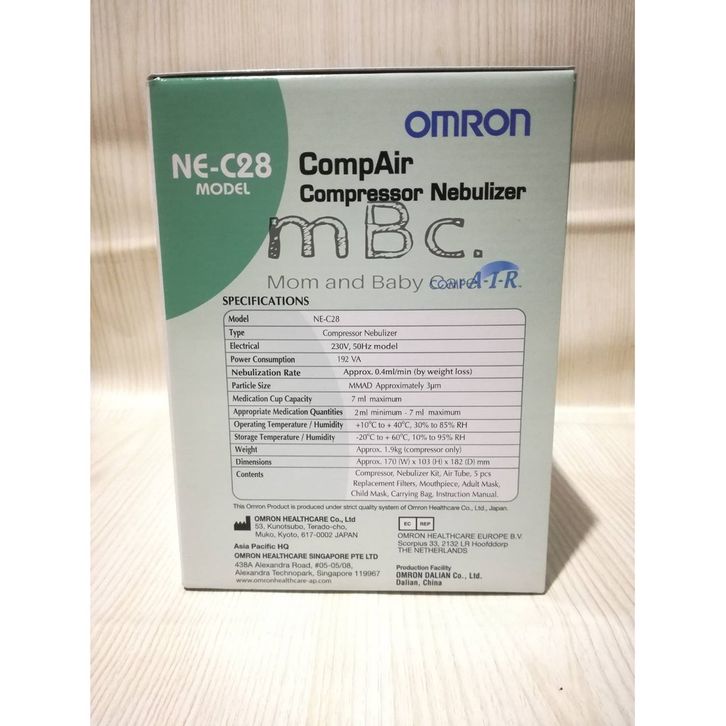 OMRON
NE-C28
MODEL
CompAir
Compressor Nebulizer
mBc.
Mom and Baby Care
COMP A-I-R™
SPECIFICATIONS
Model NE-C28
Type Compressor Nebulizer
Electrical 230V, 50Hz model
Power Consumption 192 VA
Nebulization Rate Approx. 0.4ml/min (by weight loss)
Particle Size MMAD Approximately 3µm
Medication Cup Capacity 7 ml maximum
Appropriate Medication Quantities 2ml minimum - 7 ml maximum
Operating Temperature / Humidity +10°C to + 40°C, 30% to 85% RH
Storage Temperature / Humidity -20°C to + 60°C, 10% to 95% RH
Weight Approx. 1.9kg (compressor only)
Dimensions Approx. 170 (W) x 103 (H) x 182 (D) mm
Contents Compressor, Nebulizer Kit, Air Tube, 5 pcs
Replacement Filters, Mouthpiece, Adult Mask,
Child Mask, Carrying Bag, Instruction Manual.
This Omron Product is produced under strict quality system of Omron Healthcare Co., Ltd., Japan.
OMRON HEALTHCARE Co., Ltd
53, Kunotsubo, Terado-cho,
Muko, Kyoto, 617-0002 JAPAN
Asia Pacific HQ
OMRON HEALTHCARE SINGAPORE PTE LTD
438A Alexandra Road, #05-05/08,
Alexandra Technopark, Singapore 119967
www.omronhealthcare-ap.com
EC REP
OMRON HEALTHCARE EUROPE B.V.
Scorpius 33, 2132 LR Hoofddorp
THE NETHERLANDS
Production Facility
OMRON DALIAN Co., Ltd.
Dalian, China